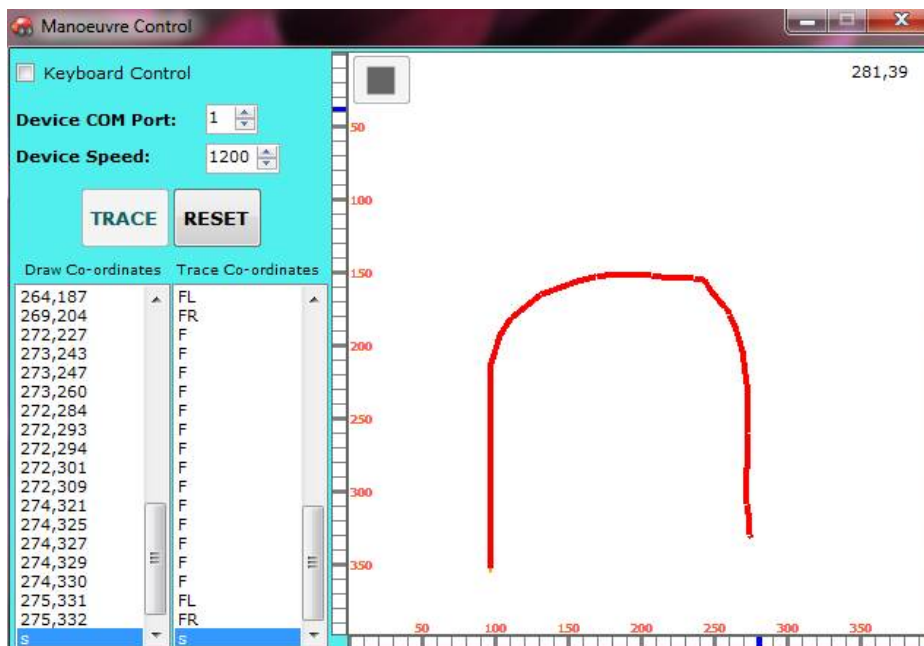 Manoeuvre Control
Keyboard Control
281,39
Device COM Port: 1
Device Speed: 1200
TRACE RESET
Draw Co-ordinates Trace Co-ordinates
264,187 FL
269,204 FR
272,227 F
273,243 F
273,247 F
273,260 F
272,284 F
272,293 F
272,294 F
272,301 F
272,309 F
274,321 F
274,325 F
274,327 F
274,329 F
274,330 F
275,331 FL
275,332 FR
s s
50
100
150
200
250
300
350
50 100 150 200 250 300 350